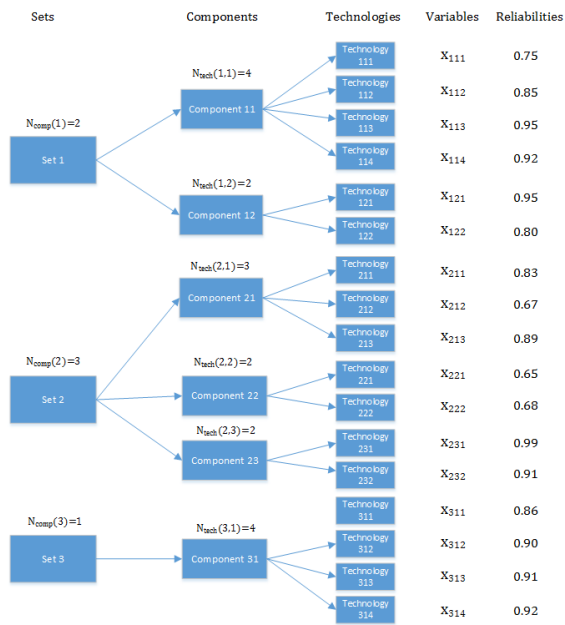 Sets Components Technologies Variables Reliabilities
Technology
111 X111 0.75
Ntech(1,1)=4
Technology
112 X112 0.85
Component 11
Ncomp(1)=2
Technology
113 X113 0.95
Set 1
Technology
114 X114 0.92
Ntech(1,2)=2
Technology
121 X121 0.95
Component 12
Technology
122 X122 0.80
Ntech(2,1)=3
Technology
211 X211 0.83
Component 21
Technology
212 X212 0.67
Technology
213 X213 0.89
Ncomp(2)=3
Ntech(2,2)=2
Technology
221 X221 0.65
Set 2
Component 22
Technology
222 X222 0.68
Ntech(2,3)=2
Technology
231 X231 0.99
Component 23
Technology
232 X232 0.91
Technology
311 X311 0.86
Ncomp(3)=1
Ntech(3,1)=4
Technology
312 X312 0.90
Set 3
Component 31
Technology
313 X313 0.91
Technology
314 X314 0.92